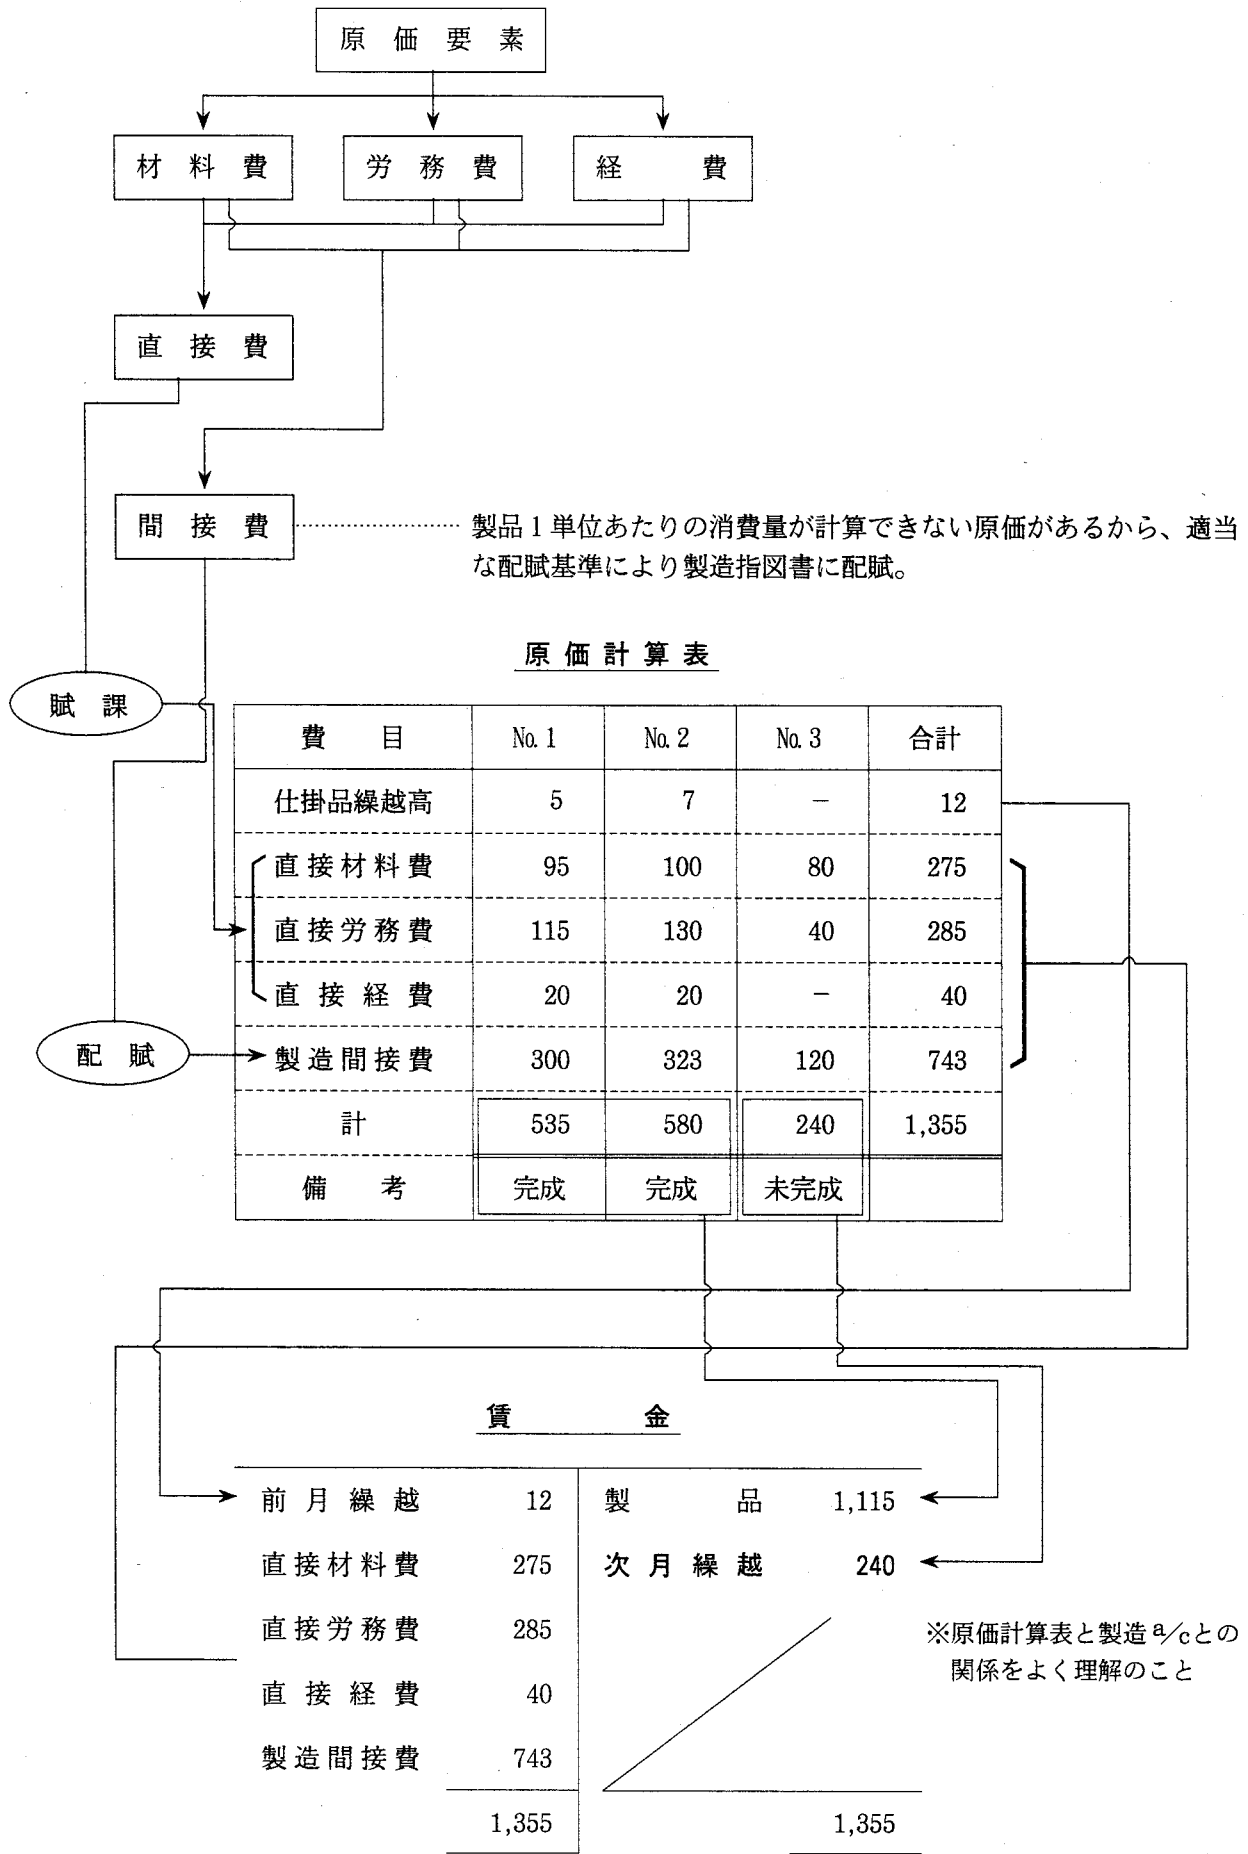 原価要素
材料費 労務費 経費
直接費
間接費 製品1単位あたりの消費量が計算できない原価があるから、適当
な配賦基準により製造指図書に配賦。
原価計算表
賦課
費目 No.1 No.2 No.3 合計
仕掛品繰越高 5 7 － 12
直接材料費 95 100 80 275
直接労務費 115 130 40 285
直接経費 20 20 － 40
配賦 製造間接費 300 323 120 743
計 535 580 240 1,355
備考 完成 完成 未完成
賃金
前月繰越 12 製品 1,115
直接材料費 275 次月繰越 240
直接労務費 285
※原価計算表と製造a/cとの
関係をよく理解のこと
直接経費 40
製造間接費 743
1,355 1,355